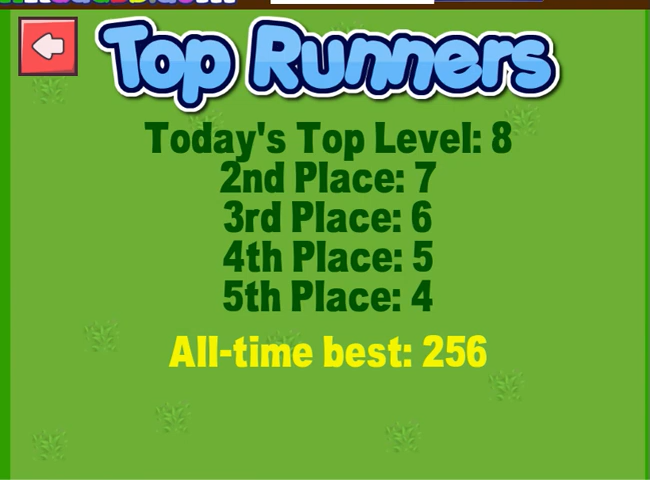 Top Runners
Today's Top Level: 8
2nd Place: 7
3rd Place: 6
4th Place: 5
5th Place: 4
All-time best: 256